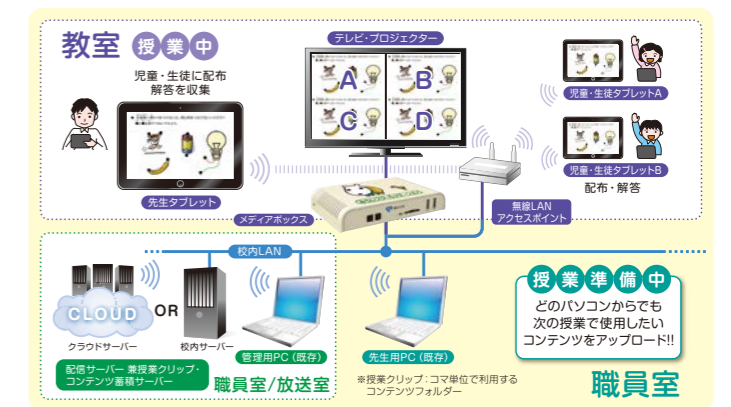 教室 授業中
児童・生徒に配布
解答を収集
先生タブレット
テレビ・プロジェクター
A
B
C
D
児童・生徒タブレットA
児童・生徒タブレットB
配布・解答
無線LAN
アクセスポイント
メディアボックス
校内LAN
CLOUD
OR
クラウドサーバー
校内サーバー
管理用PC(既存)
配信サーバー 兼授業クリップ・
コンテンツ蓄積サーバー
職員室/放送室
先生用PC(既存)
※授業クリップ:コマ単位で利用する
コンテンツフォルダー
授業準備中
どのパソコンからでも
次の授業で使用したい
コンテンツをアップロード!!
職員室